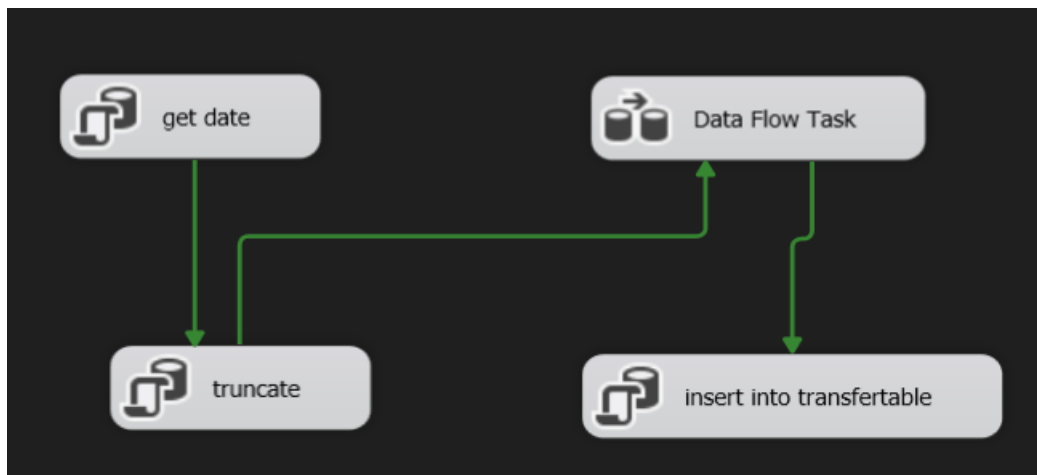 get date
Data Flow Task
truncate
insert into transfertable